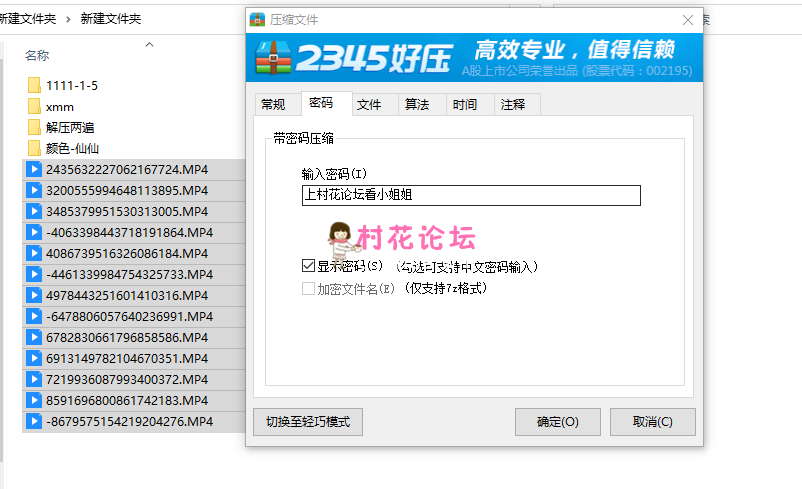 新建文件夹 > 新建文件夹
名称
1111-1-5
xmm
解压两遍
颜色-仙仙
2435632227062167724.MP4
3200555994648113895.MP4
3485379951530313005.MP4
-4063398443718191864.MP4
4086739516326086184.MP4
-4461339984754325733.MP4
4978443251601410316.MP4
-6478806057640236991.MP4
6782830661796858586.MP4
6913149782104670351.MP4
7219936087993400372.MP4
8591696800861742183.MP4
-8679575154219204276.MP4
压缩文件
2345好压
高效专业，值得信赖
A股上市公司荣誉出品 (股票代码：002195)
常规 密码 文件 算法 时间 注释
带密码压缩
输入密码(I)
上村花论坛看小姐姐
村花论坛
显示密码(S) (勾选可支持中文密码输入)
加密文件名(E) (仅支持7z格式)
切换至轻巧模式 确定(O) 取消(C)
索